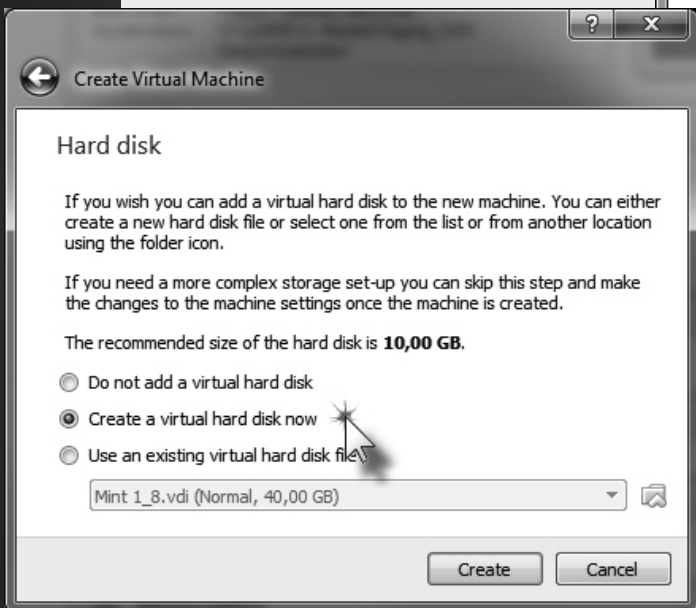 ? X
Create Virtual Machine
Hard disk
If you wish you can add a virtual hard disk to the new machine. You can either
create a new hard disk file or select one from the list or from another location
using the folder icon.
If you need a more complex storage set-up you can skip this step and make
the changes to the machine settings once the machine is created.
The recommended size of the hard disk is 10,00 GB.
Do not add a virtual hard disk
Create a virtual hard disk now
Use an existing virtual hard disk file
Mint 1_8.vdi (Normal, 40,00 GB)
Create Cancel